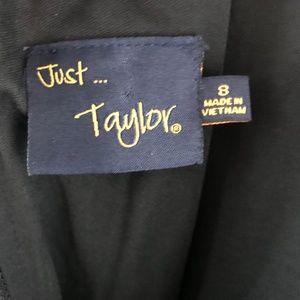 Just ...
Taylor®
8
MADE IN
VIETNAM